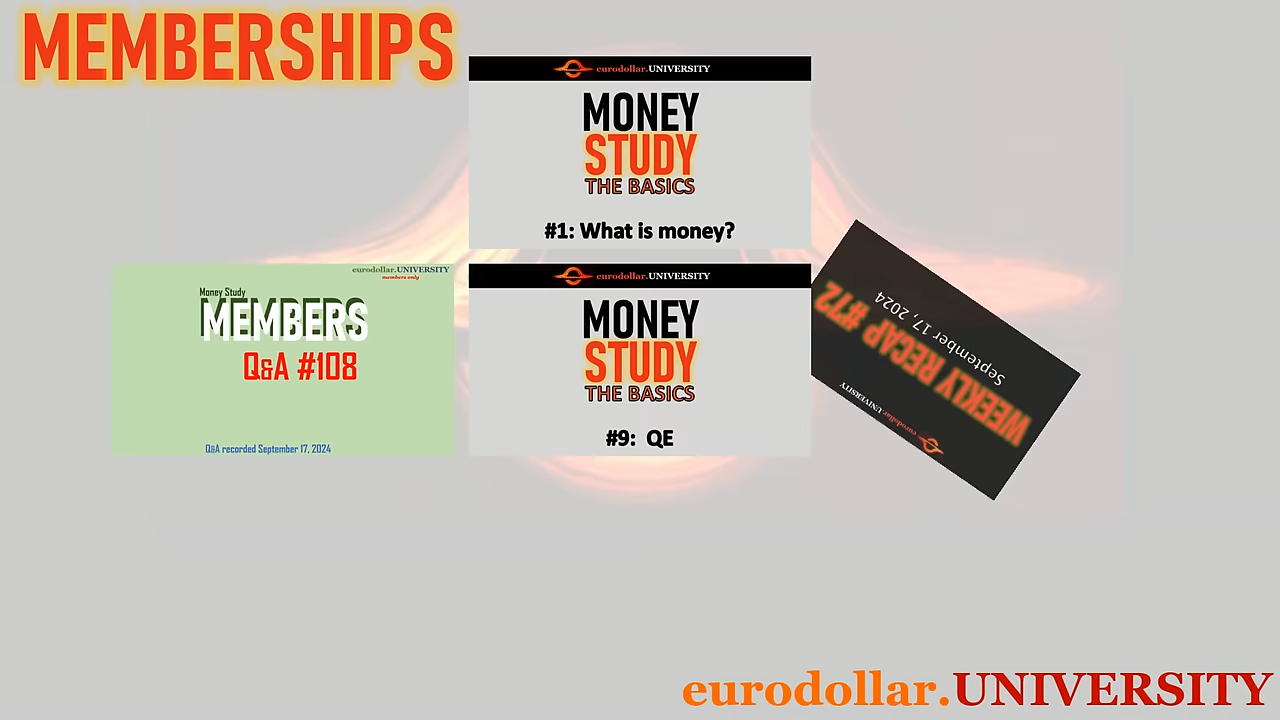 MEMBERSHIPS
eurodollar.UNIVERSITY
MONEY
STUDY
THE BASICS
#1: What is money?
eurodollar.UNIVERSITY
members only
Money Study
MEMBERS
Q&A #108
Q&A recorded September 17, 2024
eurodollar.UNIVERSITY
MONEY
STUDY
THE BASICS
#9: QE
eurodollar.UNIVERSITY
WEEKLY RECAP #72
September 17, 2024
eurodollar.UNIVERSITY